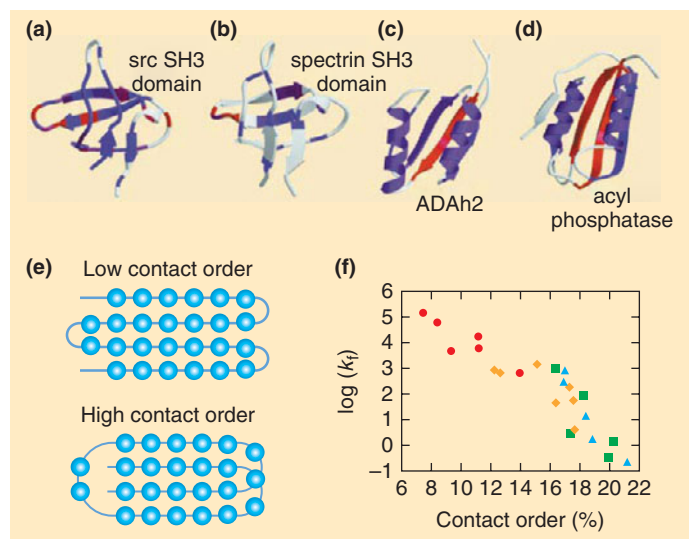 (a)
src SH3
domain
(b)
spectrin SH3
domain
(c)
ADAh2
(d)
acyl
phosphatase
(e)
Low contact order
High contact order
(f)
log (kf)
6
5
4
3
2
1
0
–1
6 8 10 12 14 16 18 20 22
Contact order (%)